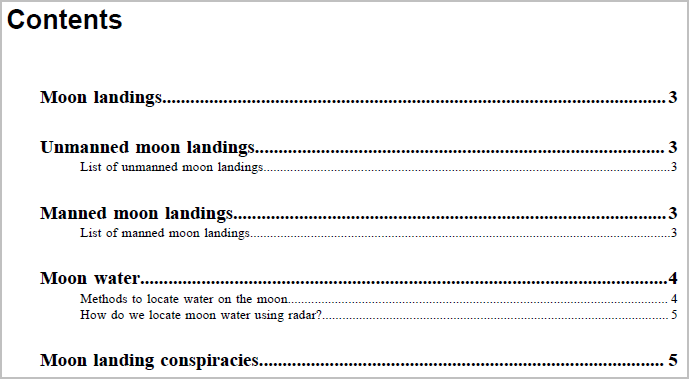 Contents
Moon landings........................................................................................................... 3
Unmanned moon landings....................................................................................... 3
List of unmanned moon landings...........................................................................................................................3
Manned moon landings............................................................................................3
List of manned moon landings...............................................................................................................................3
Moon water................................................................................................................4
Methods to locate water on the moon.................................................................................................................... 4
How do we locate moon water using radar?......................................................................................................... 5
Moon landing conspiracies...................................................................................... 5